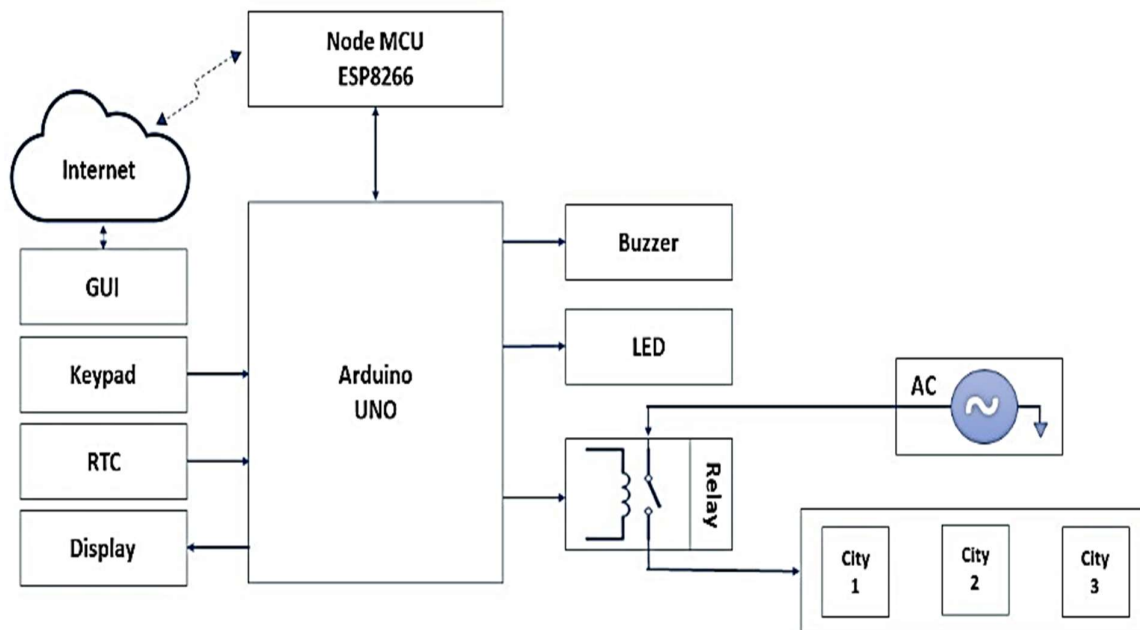 Node MCU
ESP8266
Internet
GUI
Keypad
RTC
Display
Arduino
UNO
Buzzer
LED
Relay
AC
City
1
City
2
City
3